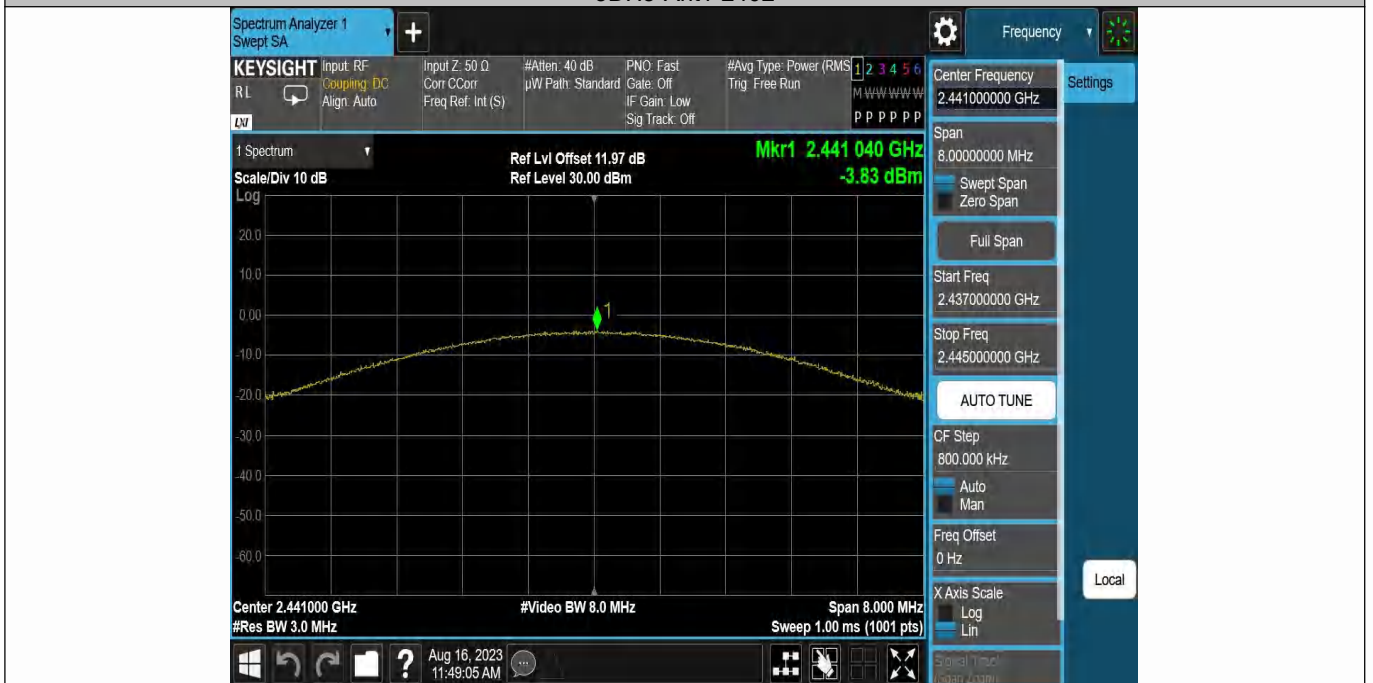 Spectrum Analyzer 1
Swept SA
+
Frequency
KEYSIGHT
RL
LXI
Input: RF
Coupling: DC
Align: Auto
Input Z: 50 Ω
Corr CCorr
Freq Ref: Int (S)
#Atten: 40 dB
µW Path: Standard
PNO: Fast
Gate: Off
IF Gain: Low
Sig Track: Off
#Avg Type: Power (RMS
Trig: Free Run
1 2 3 4 5 6
M W W W W W
P P P P P P
Center Frequency
2.441000000 GHz
Settings
1 Spectrum
Scale/Div 10 dB
Log
Ref Lvl Offset 11.97 dB
Ref Level 30.00 dBm
Mkr1 2.441 040 GHz
-3.83 dBm
Span
8.00000000 MHz
Swept Span
Zero Span
Full Span
Start Freq
2.437000000 GHz
Stop Freq
2.445000000 GHz
AUTO TUNE
CF Step
800.000 kHz
Auto
Man
Freq Offset
0 Hz
X Axis Scale
Log
Lin
Signal Track
(Span Zoom)
Local
20.0
10.0
0.00
-10.0
-20.0
-30.0
-40.0
-50.0
-60.0
1
Center 2.441000 GHz
#Res BW 3.0 MHz
#Video BW 8.0 MHz
Span 8.000 MHz
Sweep 1.00 ms (1001 pts)
?
Aug 16, 2023
11:49:05 AM